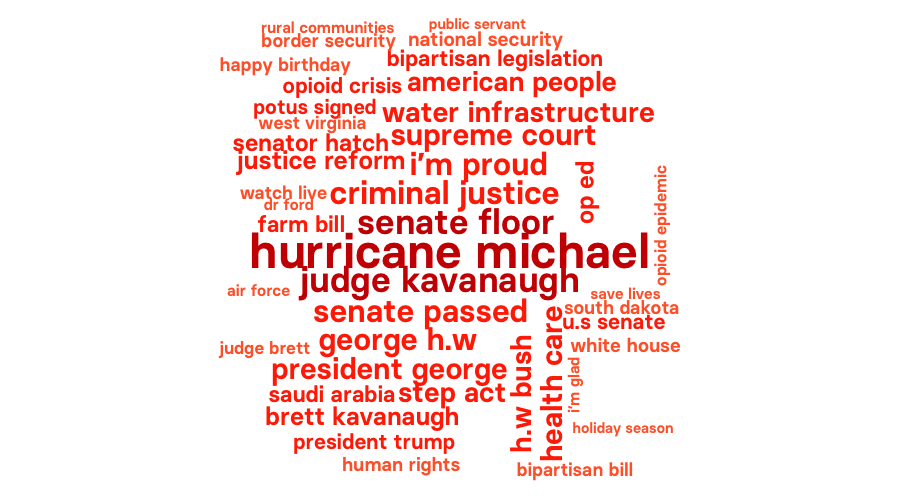 rural communities
public servant
border security
national security
happy birthday
bipartisan legislation
opioid crisis
american people
potus signed
water infrastructure
west virginia
supreme court
senator hatch
justice reform
i'm proud
op ed
opioid epidemic
watch live
criminal justice
dr ford
farm bill
senate floor
hurricane michael
judge kavanaugh
air force
save lives
senate passed
south dakota
u.s senate
george h.w
judge brett
white house
h.w bush
health care
i'm glad
president george
saudi arabia
step act
brett kavanaugh
holiday season
president trump
human rights
bipartisan bill